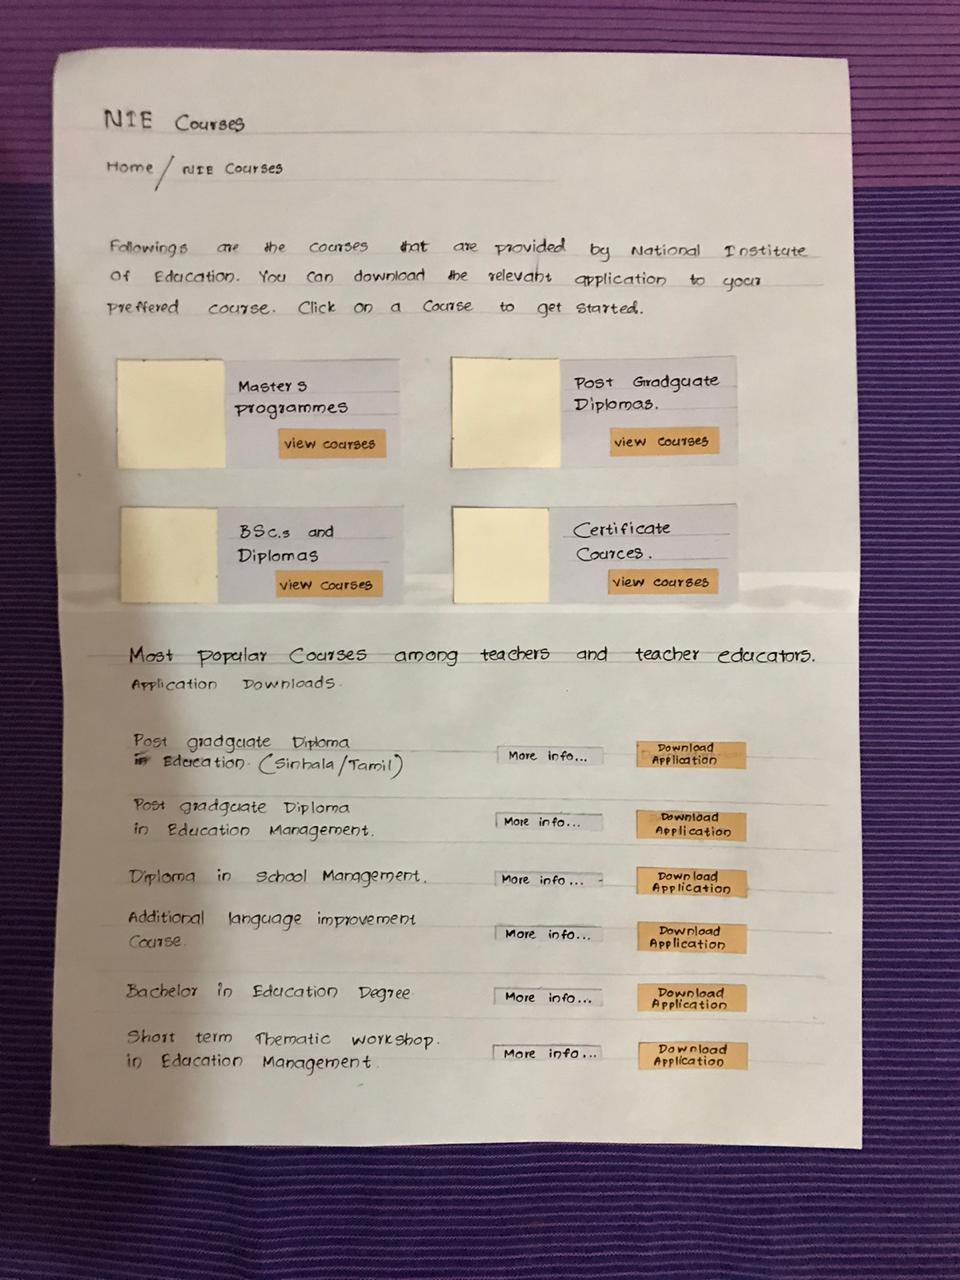 NIE Courses
Home / NIE Courses
Followings are the courses that are provided by National Institute
of Education. You can download the relevant application to your
preffered course. Click on a Course to get started.
Masters
programmes
view courses
Post Gradguate
Diplomas.
view courses
BSc.s and
Diplomas
view courses
Certificate
Cources.
view courses
Most popular Courses among teachers and teacher educators.
Application Downloads.
Post gradguate Diploma
in Education. (Sinhala/Tamil)
More info...
Download
Application
Post gradguate Diploma
in Education Management.
More info...
Download
Application
Diploma in School Management.
More info...
Download
Application
Additional language improvement
Course.
More info...
Download
Application
Bachelor in Education Degree
More info...
Download
Application
Short term Thematic workshop.
in Education Management.
More info...
Download
Application